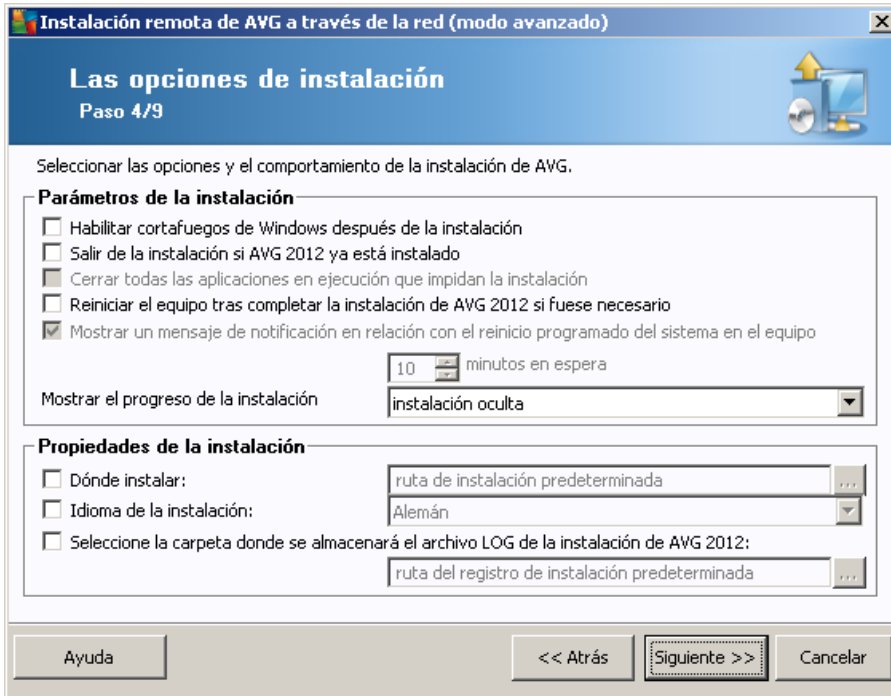 Instalación remota de AVG a través de la red (modo avanzado)
Las opciones de instalación
Paso 4/9
Seleccionar las opciones y el comportamiento de la instalación de AVG.
Parámetros de la instalación
Habilitar cortafuegos de Windows después de la instalación
Salir de la instalación si AVG 2012 ya está instalado
Cerrar todas las aplicaciones en ejecución que impidan la instalación
Reiniciar el equipo tras completar la instalación de AVG 2012 si fuese necesario
Mostrar un mensaje de notificación en relación con el reinicio programado del sistema en el equipo
10 minutos en espera
Mostrar el progreso de la instalación instalación oculta
Propiedades de la instalación
Dónde instalar: ruta de instalación predeterminada ...
Idioma de la instalación: Alemán
Seleccione la carpeta donde se almacenará el archivo LOG de la instalación de AVG 2012:
ruta del registro de instalación predeterminada ...
Ayuda << Atrás Siguiente >> Cancelar